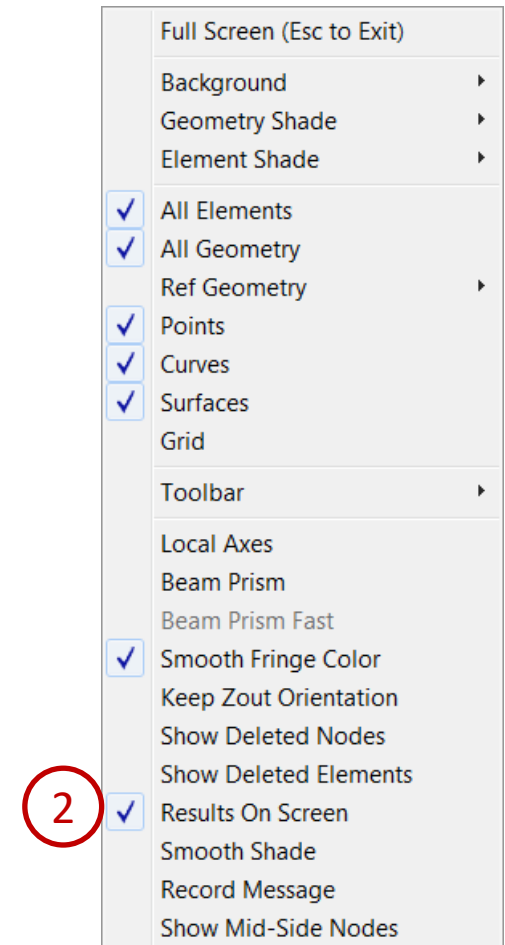 Full Screen (Esc to Exit)
Background
Geometry Shade
Element Shade
All Elements
All Geometry
Ref Geometry
Points
Curves
Surfaces
Grid
Toolbar
Local Axes
Beam Prism
Beam Prism Fast
Smooth Fringe Color
Keep Zout Orientation
Show Deleted Nodes
Show Deleted Elements
2 Results On Screen
Smooth Shade
Record Message
Show Mid-Side Nodes